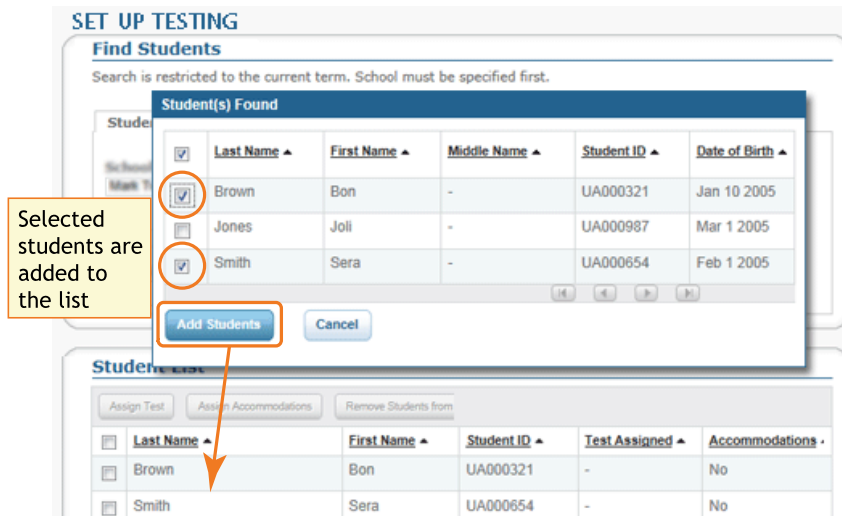 SET UP TESTING
Find Students
Search is restricted to the current term. School must be specified first.
Student(s) Found
Last Name First Name Middle Name Student ID Date of Birth
Brown Bon - UA000321 Jan 10 2005
Jones Joli - UA000987 Mar 1 2005
Smith Sera - UA000654 Feb 1 2005
Add Students Cancel
Selected
students are
added to
the list
Student List
Assign Test Assign Accommodations Remove Students from
Last Name First Name Student ID Test Assigned Accommodations
Brown Bon UA000321 - No
Smith Sera UA000654 - No